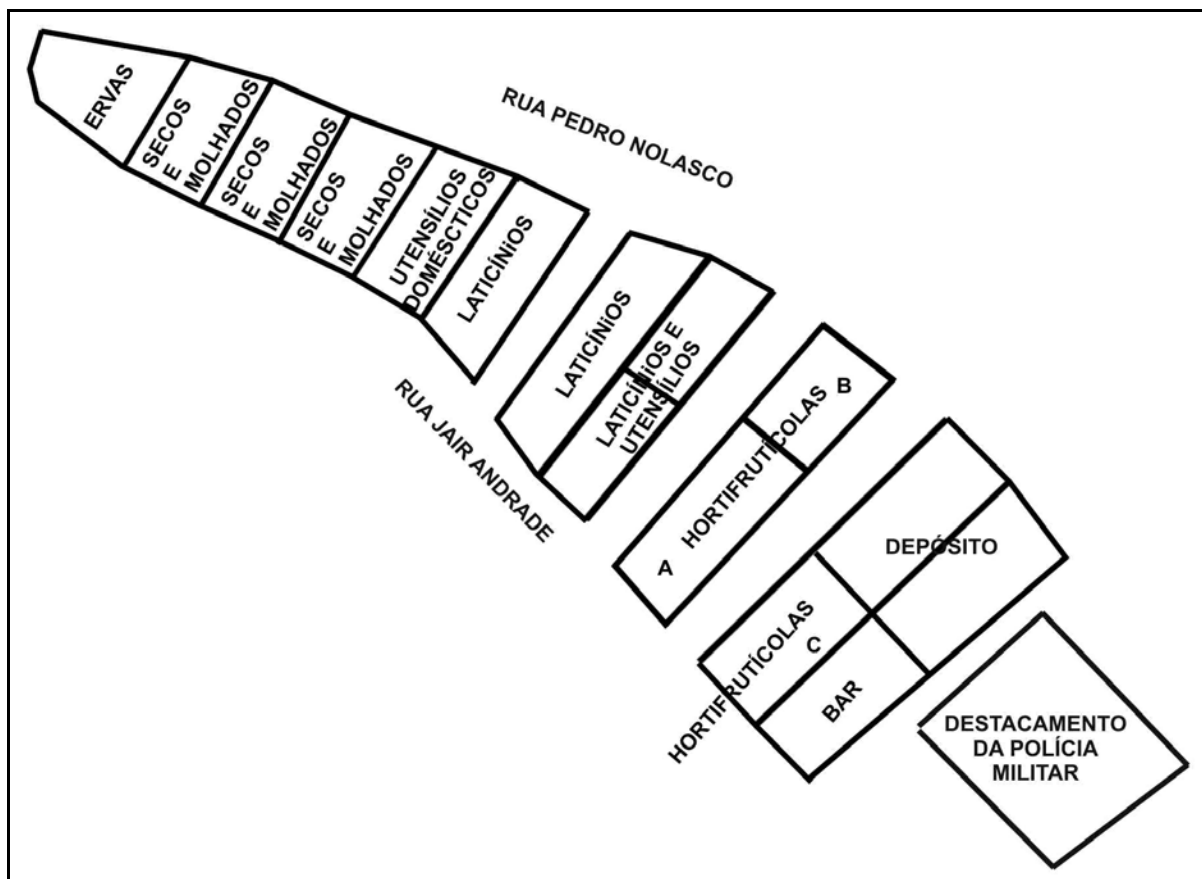 ERVAS
SECOS
E
MOLHADOS
SECOS
E
MOLHADOS
SECOS
E
MOLHADOS
UTENSÍLIOS
DOMÉSCTICOS
LATICÍNIOS
RUA PEDRO NOLASCO
LATICÍNiOS
LATICÍNiOS E
UTENSÍLIOS
RUA JAIR ANDRADE
HORTIFRUTÍCOLAS
B
A
DEPÓSITO
HORTIFRUTÍCOLAS
C
BAR
DESTACAMENTO
DA POLÍCIA
MILITAR